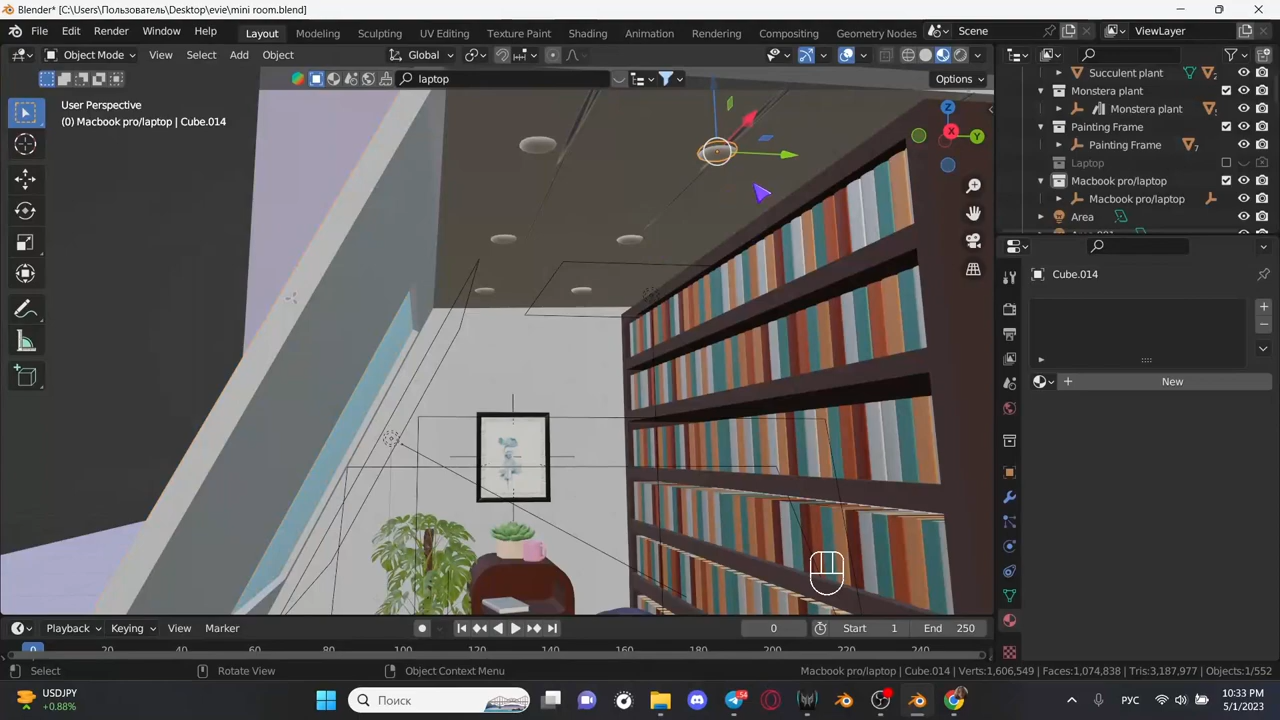 Blender* [C:\Users\Пользователь\Desktop\evie\mini room.blend]
File Edit Render Window Help Layout Modeling Sculpting UV Editing Texture Paint Shading Animation Rendering Compositing Geometry Nodes Scene ViewLayer
Object Mode View Select Add Object Global
laptop Options
User Perspective
(0) Macbook pro/laptop | Cube.014
Z
X
Y
Succulent plant
Monstera plant
Monstera plant
Painting Frame
Painting Frame 7
Laptop
Macbook pro/laptop
Macbook pro/laptop
Area
Cube.014
New
Playback Keying View Marker 0 Start 1 End 250
0 20 40 60 80 100 120 140 160 180 200 220 240
Select Rotate View Object Context Menu Macbook pro/laptop | Cube.014 | Verts:1,606,549 | Faces:1,074,838 | Tris:3,187,977 | Objects:1/552
USDJPY
+0.88%
Поиск
54
РУС
10:33 PM
5/1/2023